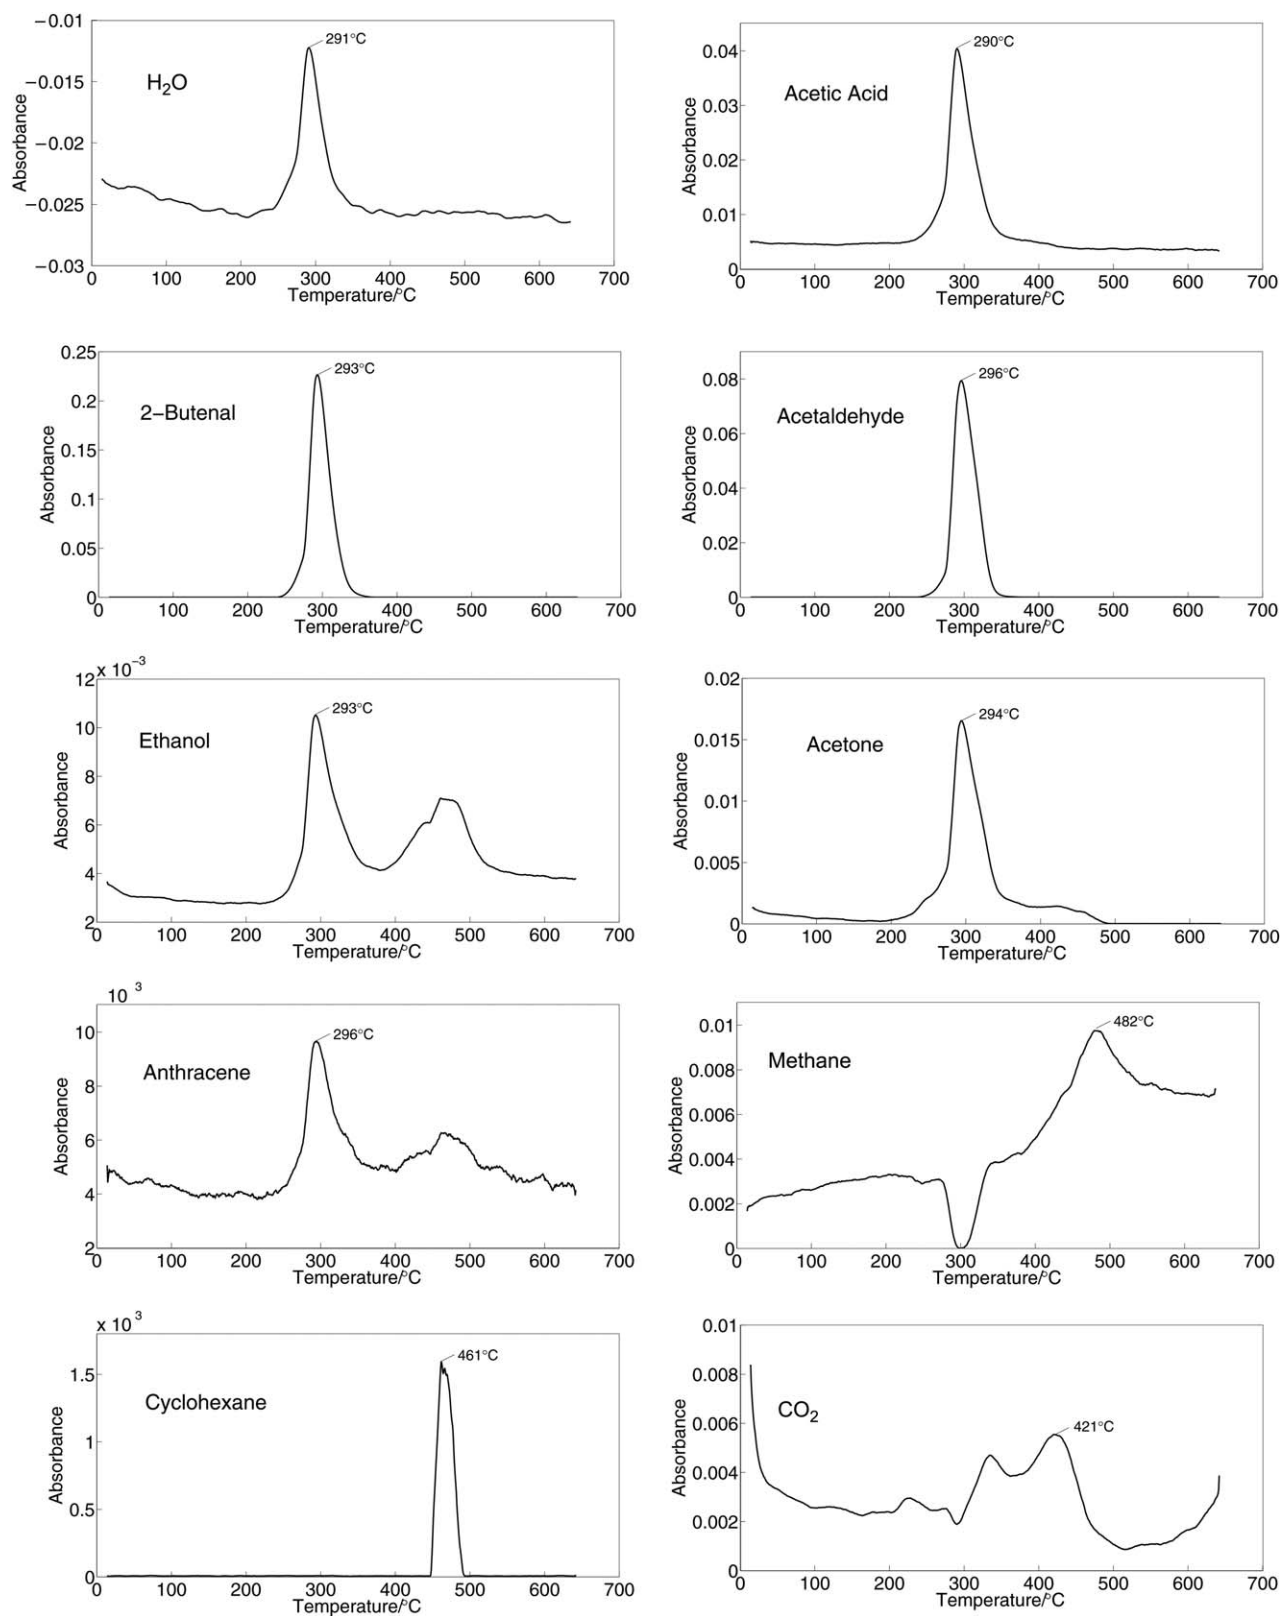 −0.01
−0.015
−0.02
−0.025
−0.03
Absorbance
H₂O
291°C
0 100 200 300 400 500 600 700
Temperature/°C
0.04
0.03
0.02
0.01
0
Absorbance
Acetic Acid
290°C
0 100 200 300 400 500 600 700
Temperature/°C
0.25
0.2
0.15
0.1
0.05
0
Absorbance
2−Butenal
293°C
0 100 200 300 400 500 600 700
Temperature/°C
0.08
0.06
0.04
0.02
0
Absorbance
Acetaldehyde
296°C
0 100 200 300 400 500 600 700
Temperature/°C
x 10⁻³
12
10
8
6
4
2
Absorbance
Ethanol
293°C
0 100 200 300 400 500 600 700
Temperature/°C
0.02
0.015
0.01
0.005
0
Absorbance
Acetone
294°C
0 100 200 300 400 500 600 700
Temperature/°C
10 ³
10
8
6
4
2
Absorbance
Anthracene
296°C
0 100 200 300 400 500 600 700
Temperature/°C
0.01
0.008
0.006
0.004
0.002
0
Absorbance
Methane
482°C
0 100 200 300 400 500 600 700
Temperature/°C
x 10 ³
1.5
1
0.5
0
Absorbance
Cyclohexane
461°C
0 100 200 300 400 500 600 700
Temperature/°C
0.01
0.008
0.006
0.004
0.002
0
Absorbance
CO₂
421°C
0 100 200 300 400 500 600 700
Temperature/°C